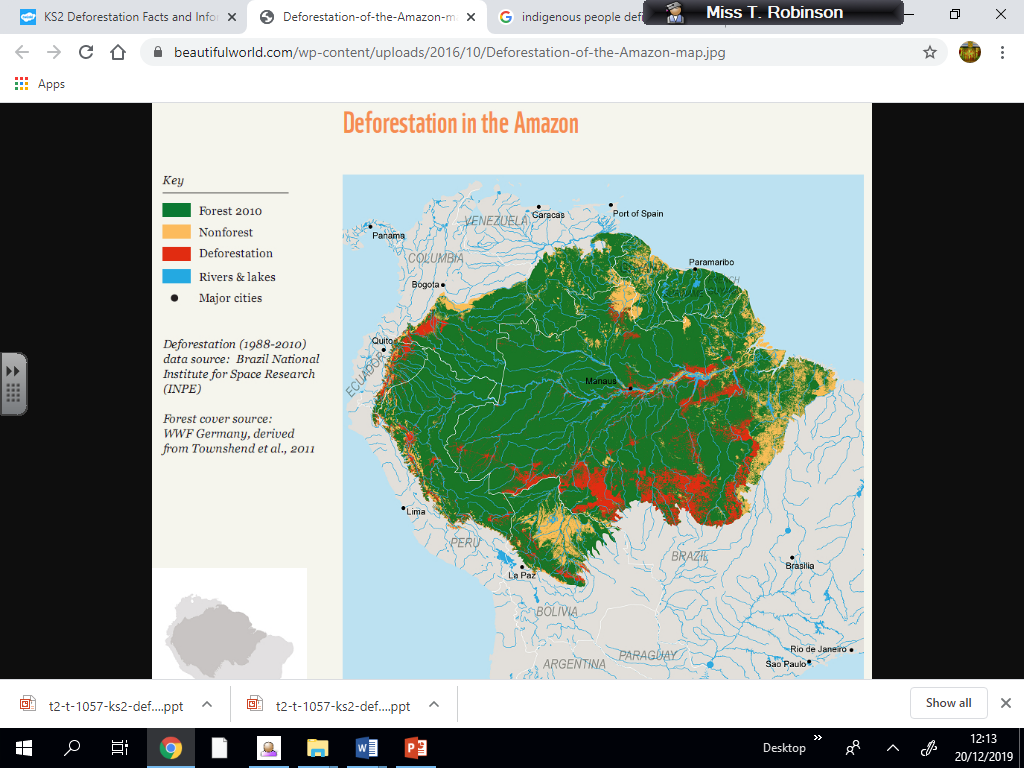 KS2 Deforestation Facts and Infor
Deforestation-of-the-Amazon-m
indigenous people defi
Miss T. Robinson
beautifulworld.com/wp-content/uploads/2016/10/Deforestation-of-the-Amazon-map.jpg
Apps
Deforestation in the Amazon
Key
Forest 2010
Nonforest
Deforestation
Rivers & lakes
Major cities
Deforestation (1988-2010)
data source: Brazil National
Institute for Space Research
(INPE)
Forest cover source:
WWF Germany, derived
from Townshend et al., 2011
VENEZUELA
Caracas
Port of Spain
Panama
COLUMBIA
Paramaribo
Bogota
Quito
ECUADOR
Manaus
Lima
PERU
BRAZIL
Brasilia
La Paz
BOLIVIA
Rio de Janeiro
PARAGUAY
Sao Paulo
ARGENTINA
t2-t-1057-ks2-def....ppt
t2-t-1057-ks2-def....ppt
Show all
Desktop
12:13
20/12/2019